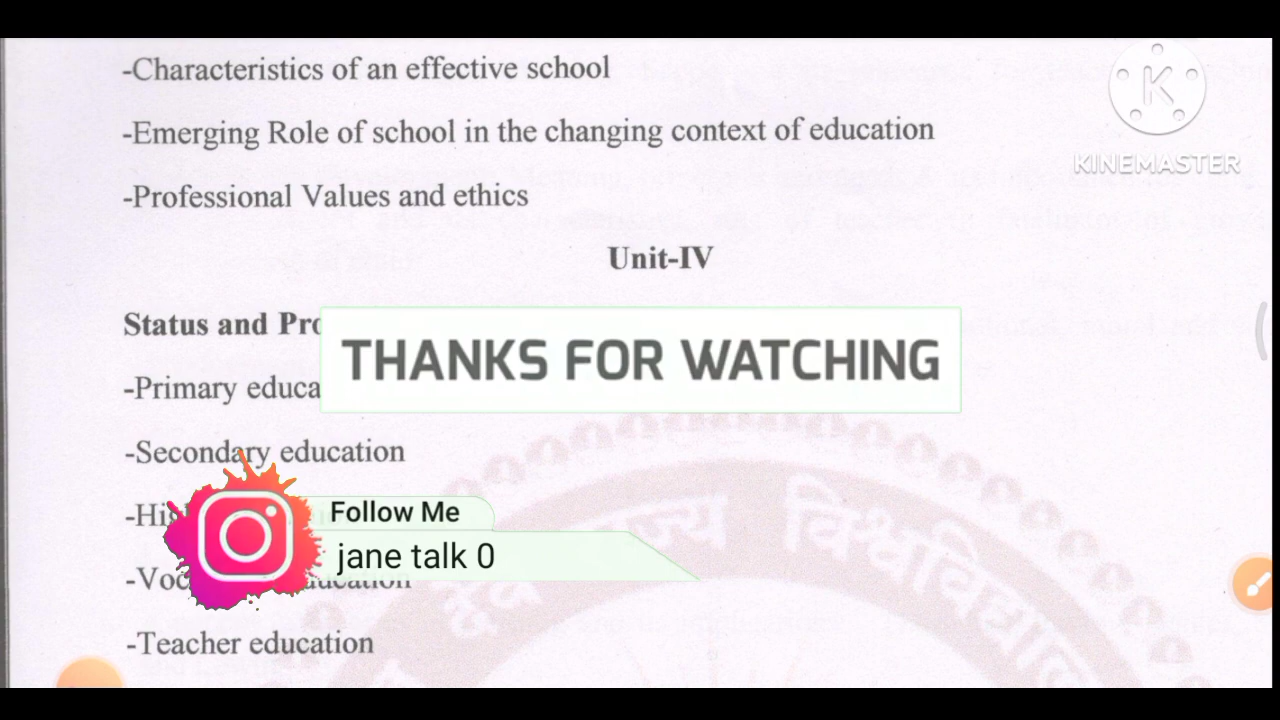 -Characteristics of an effective school
-Emerging Role of school in the changing context of education
KINEMASTER
-Professional Values and ethics
Unit-IV
Status and Pro
THANKS FOR WATCHING
-Primary educa
-Secondary education
Follow Me
jane talk 0
-Teacher education
विश्वविद्याल